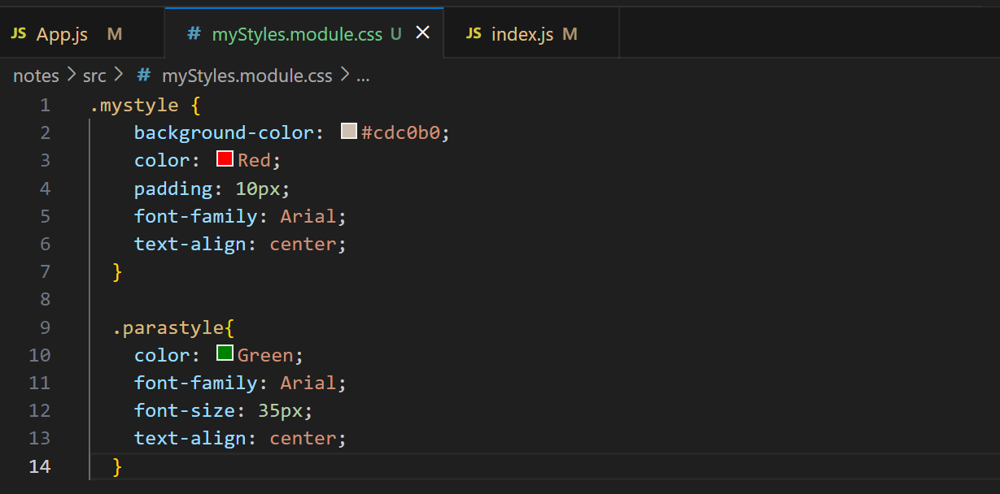 JS App.js M # myStyles.module.css U JS index.js M
notes > src > # myStyles.module.css > ...
1 .mystyle {
2 background-color: #cdc0b0;
3 color: Red;
4 padding: 10px;
5 font-family: Arial;
6 text-align: center;
7 }
8
9 .parastyle{
10 color: Green;
11 font-family: Arial;
12 font-size: 35px;
13 text-align: center;
14 }